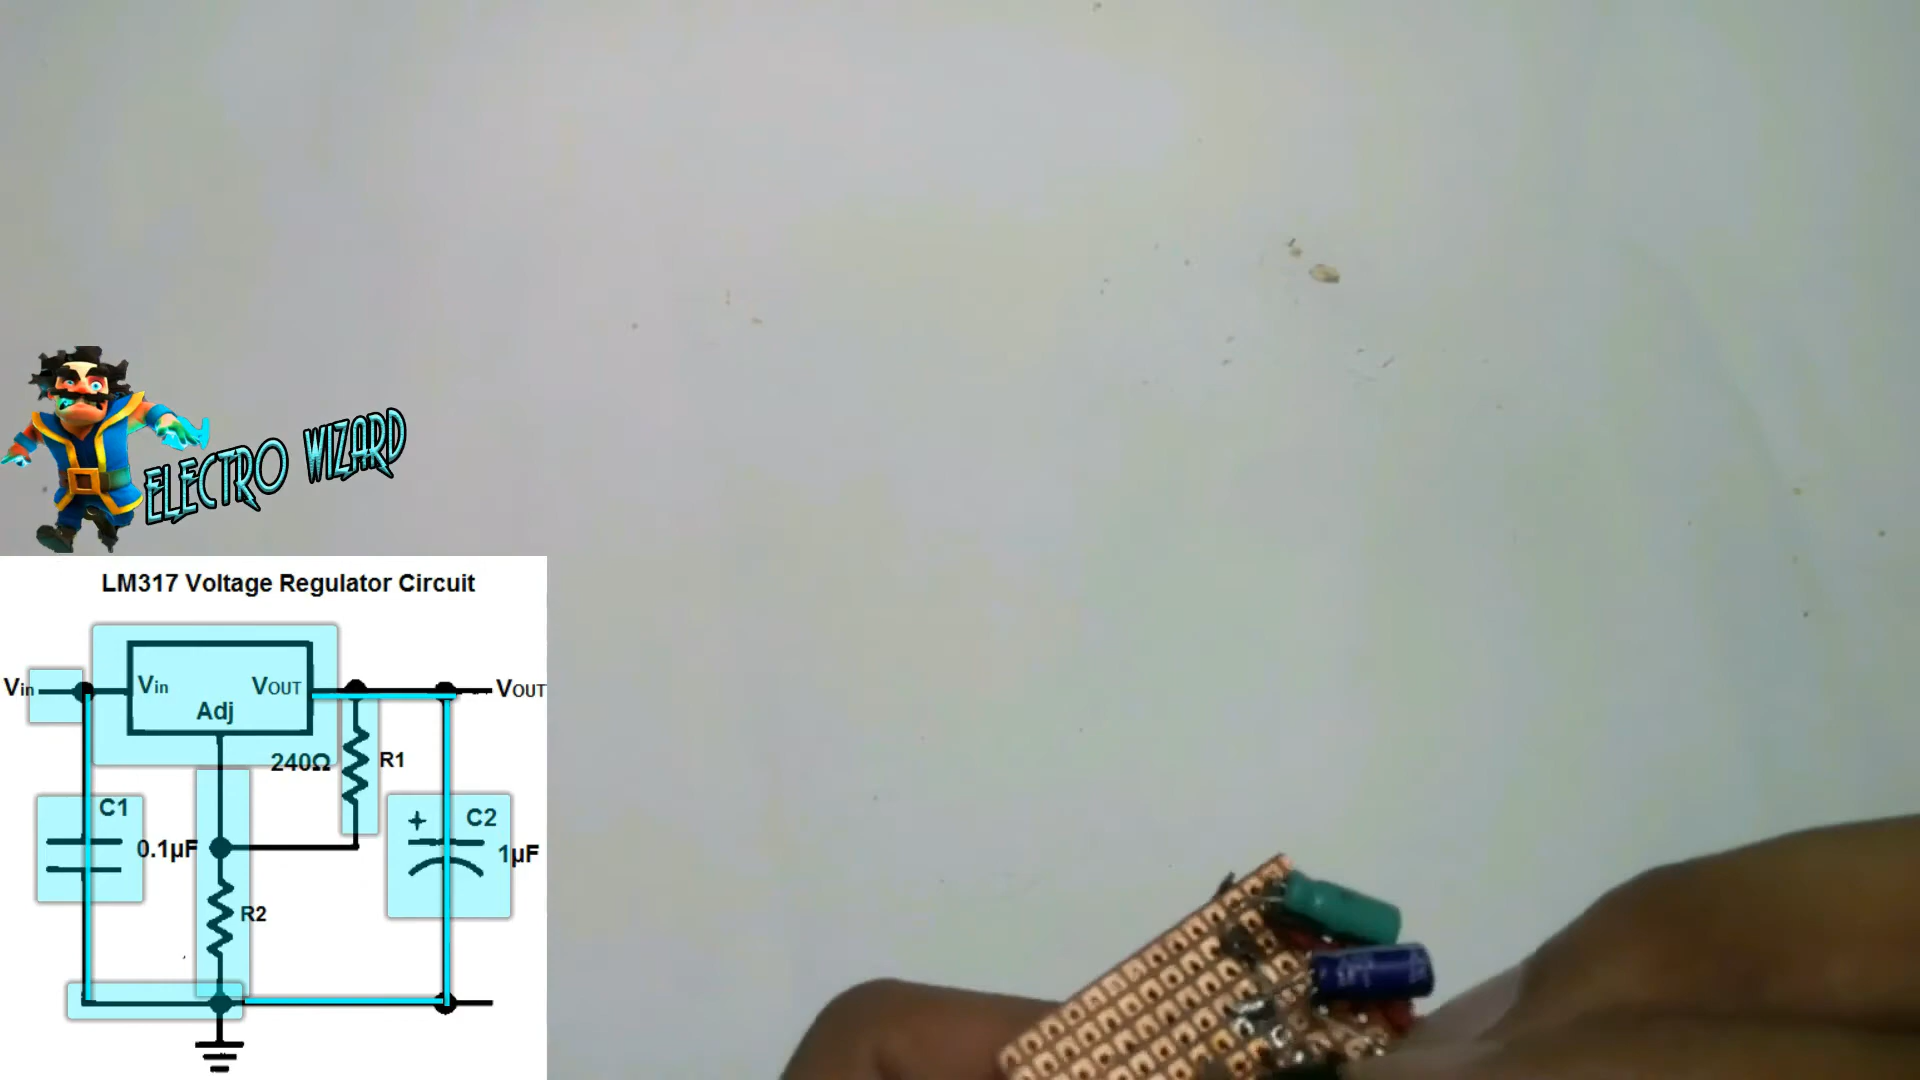 ELECTRO WIZARD
LM317 Voltage Regulator Circuit
Vin
Vin
VOUT
VOUT
Adj
240Ω
R1
C1
0.1µF
+
C2
1µF
R2